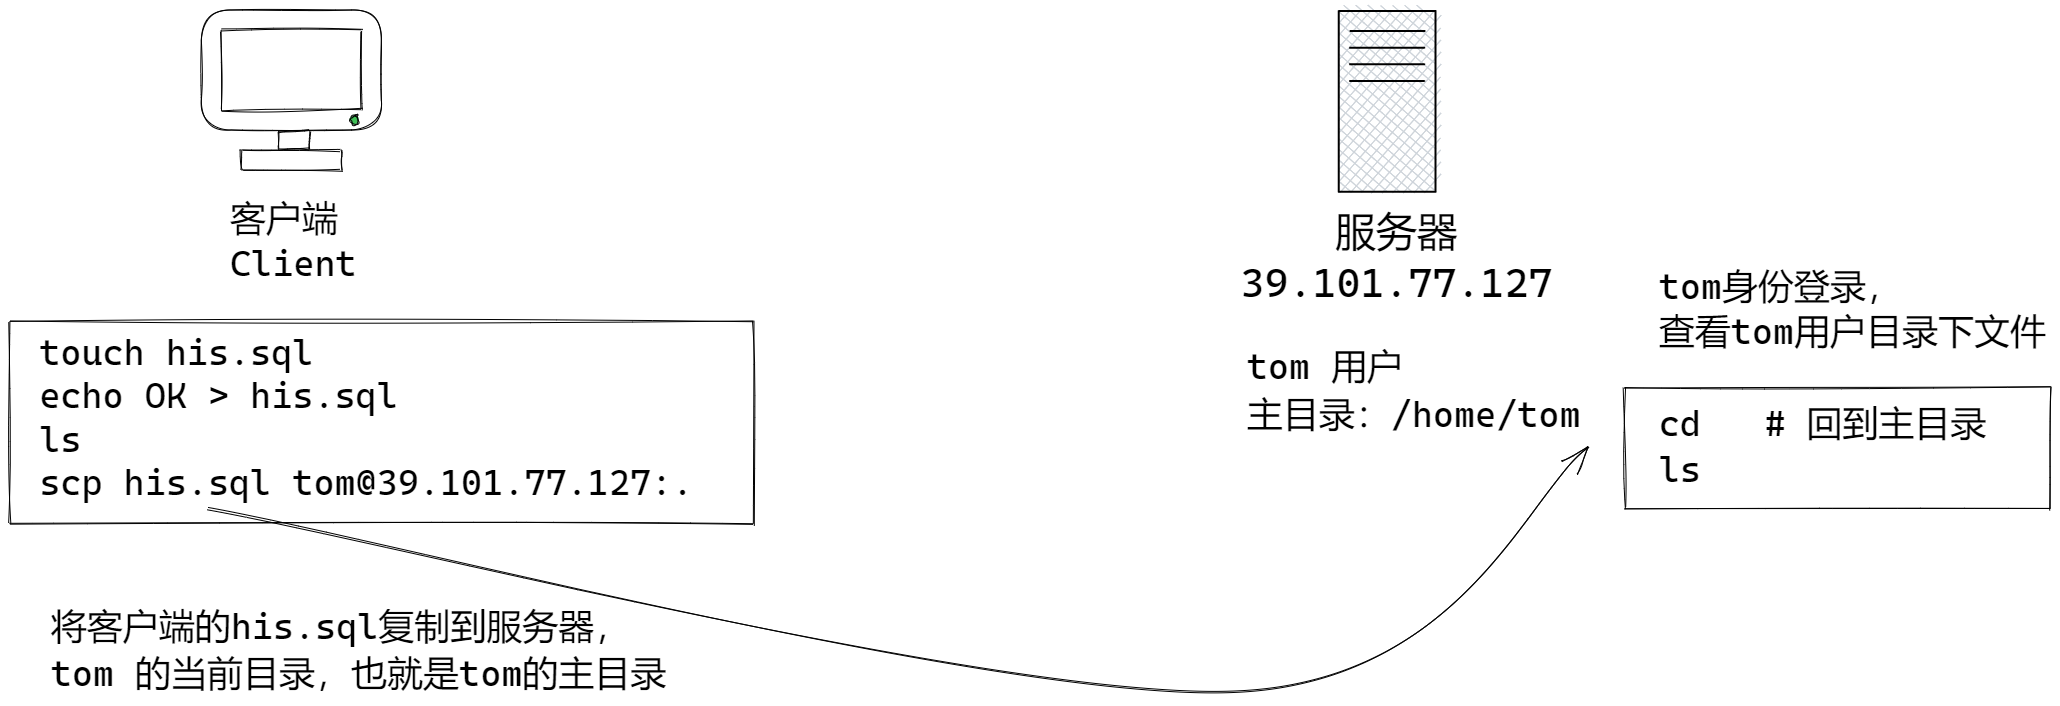 客户端
Client
touch his.sql
echo OK > his.sql
ls
scp his.sql tom@39.101.77.127:.
将客户端的his.sql复制到服务器，
tom 的当前目录，也就是tom的主目录
服务器
39.101.77.127
tom 用户
主目录：/home/tom
tom身份登录，
查看tom用户目录下文件
cd   # 回到主目录
ls